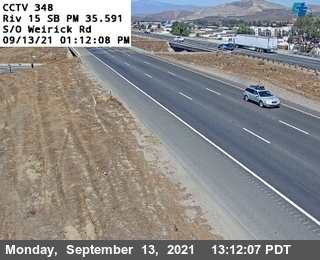 CCTV 348
Riv 15 SB PM 35.591
S/O Weirick Rd
09/13/21 01:12:08 PM
Monday, September 13, 2021 13:12:07 PDT